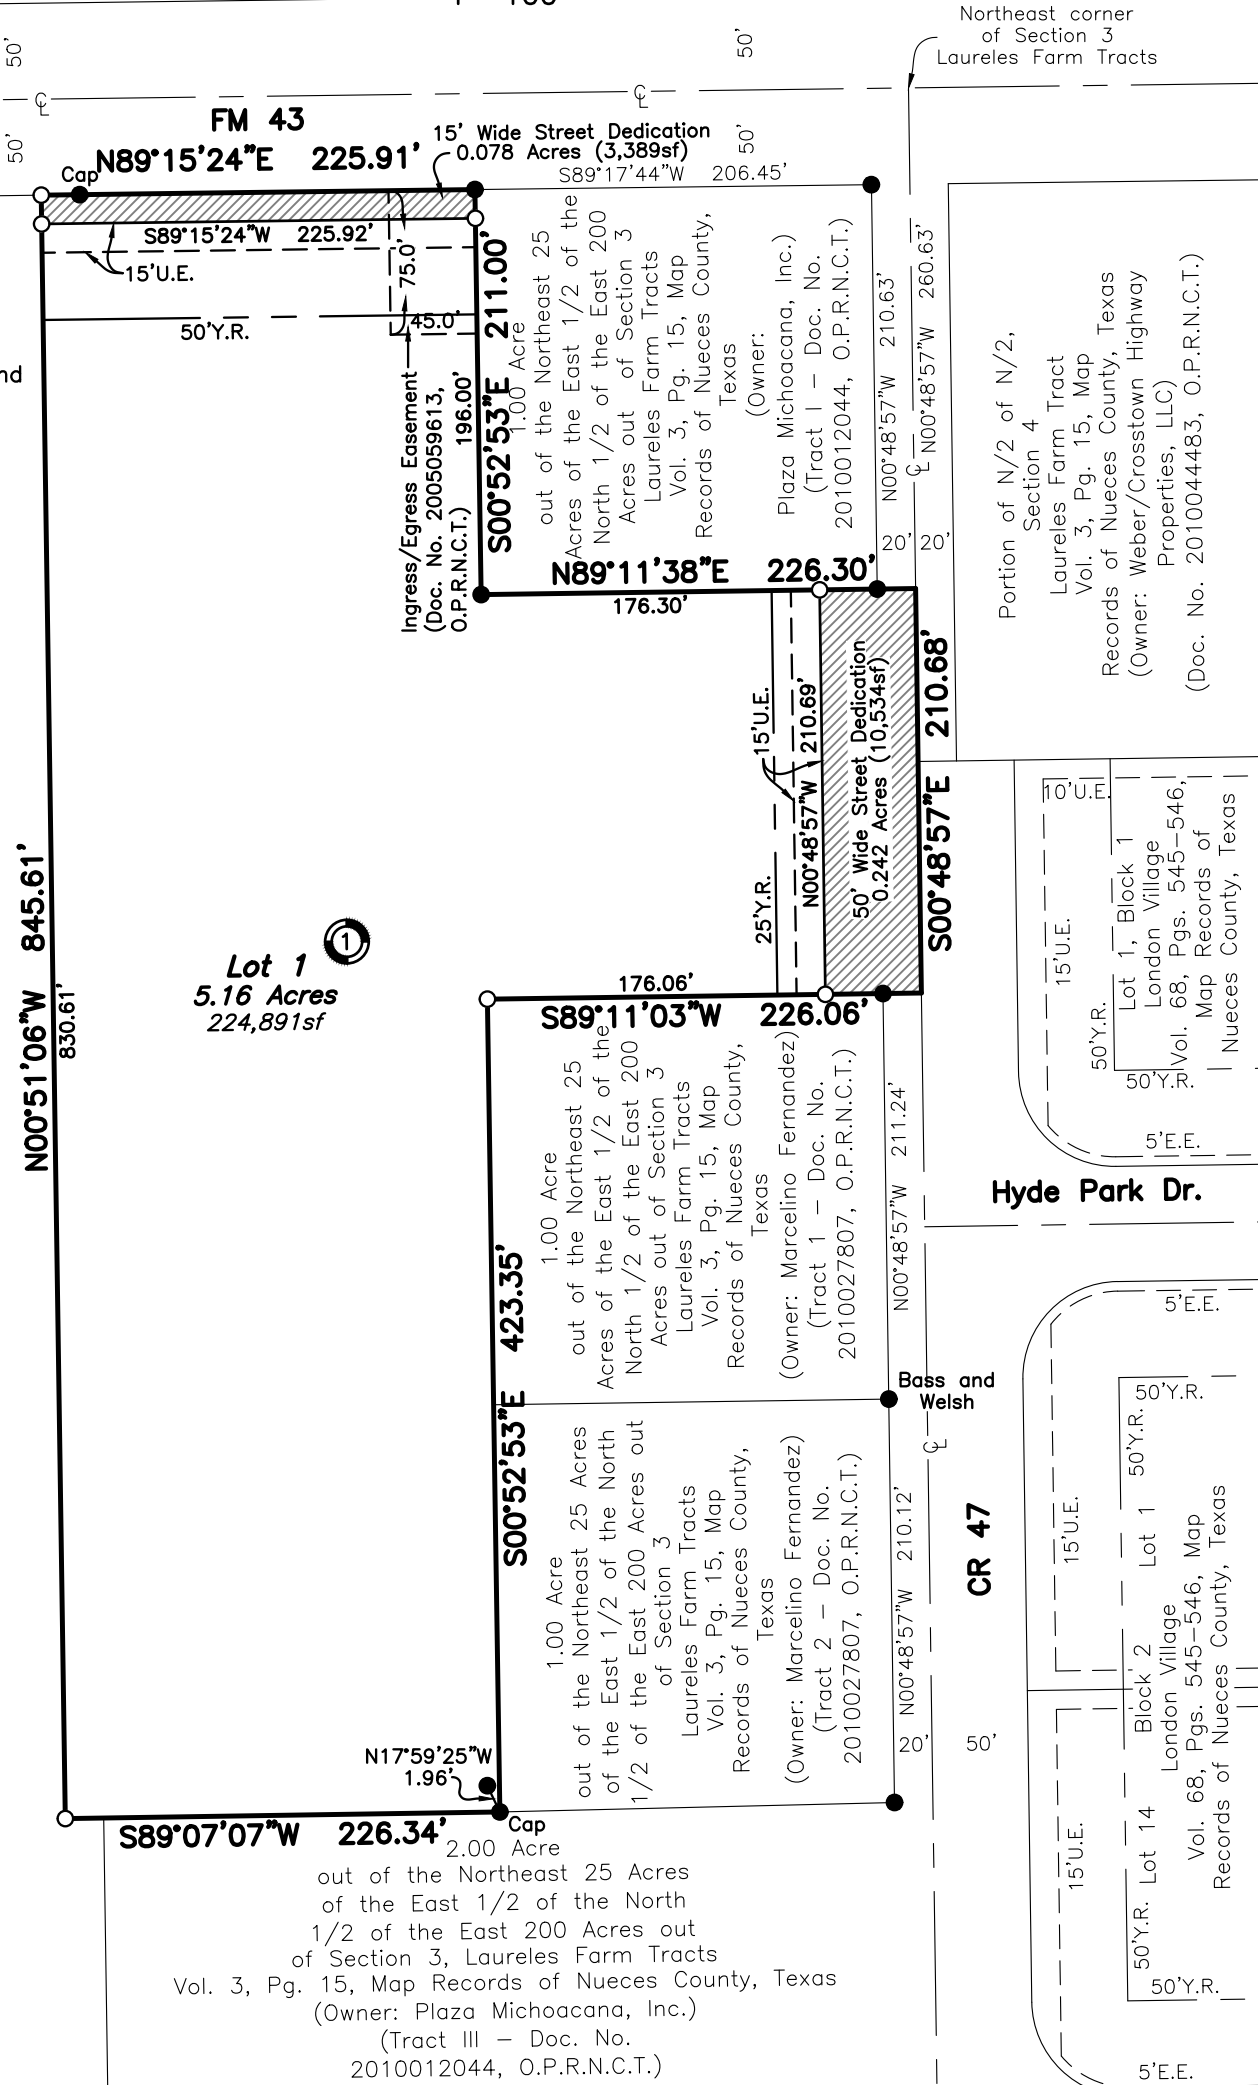 Northeast corner
of Section 3
Laureles Farm Tracts
50'
50'
50'
50'
FM 43
N89°15'24"E 225.91'
Cap
15' Wide Street Dedication
0.078 Acres (3,389sf)
S89°17'44"W 206.45'
S89°15'24"W 225.92'
15'U.E.
50'Y.R.
75.0'
45.0'
Ingress/Egress Easement
(Doc. No. 2005059613,
O.P.R.N.C.T.)
196.00'
S00°52'53"E 211.00'
1.00 Acre
out of the Northeast 25
Acres of the East 1/2 of the
North 1/2 of the East 200
Acres out of Section 3
Laureles Farm Tracts
Vol. 3, Pg. 15, Map
Records of Nueces County,
Texas
(Owner:
Plaza Michoacana, Inc.)
(Tract I – Doc. No.
2010012044, O.P.R.N.C.T.)
N00°48'57"W 210.63'
N00°48'57"W 260.63'
20'
20'
Portion of N/2 of N/2,
Section 4
Laureles Farm Tract
Vol. 3, Pg. 15, Map
Records of Nueces County, Texas
(Owner: Weber/Crosstown Highway
Properties, LLC)
(Doc. No. 2010044483, O.P.R.N.C.T.)
nd
N89°11'38"E 226.30'
176.30'
15'U.E.
25'Y.R.
N00°48'57"W 210.69'
50' Wide Street Dedication
0.242 Acres (10,534sf)
S00°48'57"E 210.68'
10'U.E.
15'U.E.
50'Y.R.
50'Y.R.
5'E.E.
Lot 1, Block 1
London Village
Vol. 68, Pgs. 545–546,
Map Records of
Nueces County, Texas
N00°51'06"W 845.61'
830.61'
1
Lot 1
5.16 Acres
224,891sf
176.06'
S89°11'03"W 226.06'
S00°52'53"E 423.35'
1.00 Acre
out of the Northeast 25
Acres of the East 1/2 of the
North 1/2 of the East 200
Acres out of Section 3
Laureles Farm Tracts
Vol. 3, Pg. 15, Map
Records of Nueces County,
Texas
(Owner: Marcelino Fernandez)
(Tract 1 – Doc. No.
2010027807, O.P.R.N.C.T.)
N00°48'57"W 211.24'
Hyde Park Dr.
Bass and
Welsh
1.00 Acre
out of the Northeast 25 Acres
of the East 1/2 of the North
1/2 of the East 200 Acres out
of Section 3
Laureles Farm Tracts
Vol. 3, Pg. 15, Map
Records of Nueces County,
Texas
(Owner: Marcelino Fernandez)
(Tract 2 – Doc. No.
2010027807, O.P.R.N.C.T.)
N00°48'57"W 210.12'
CR 47
20'
50'
5'E.E.
50'Y.R.
50'Y.R.
15'U.E.
15'U.E.
50'Y.R.
50'Y.R.
5'E.E.
Lot 14 Block 2 Lot 1
London Village
Vol. 68, Pgs. 545–546, Map
Records of Nueces County, Texas
N17°59'25"W
1.96'
Cap
S89°07'07"W 226.34'
2.00 Acre
out of the Northeast 25 Acres
of the East 1/2 of the North
1/2 of the East 200 Acres out
of Section 3, Laureles Farm Tracts
Vol. 3, Pg. 15, Map Records of Nueces County, Texas
(Owner: Plaza Michoacana, Inc.)
(Tract III – Doc. No.
2010012044, O.P.R.N.C.T.)